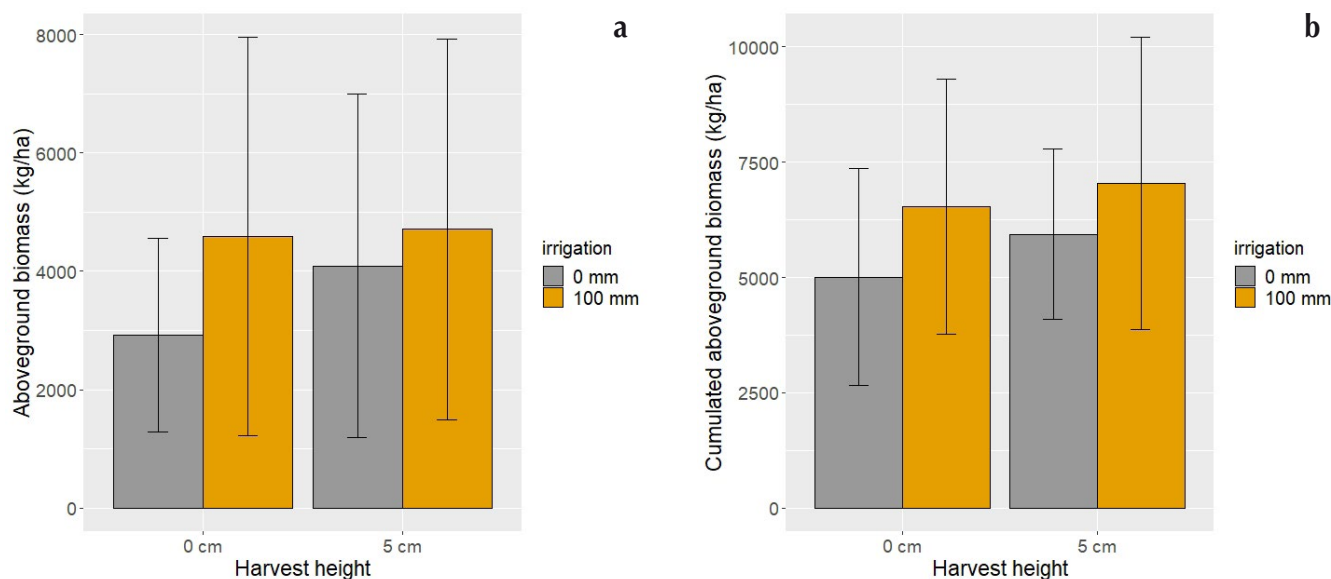 a
Aboveground biomass (kg/ha)
8000
6000
4000
2000
0
0 cm
5 cm
Harvest height
irrigation
0 mm
100 mm
b
Cumulated aboveground biomass (kg/ha)
10000
7500
5000
2500
0
0 cm
5 cm
Harvest height
irrigation
0 mm
100 mm